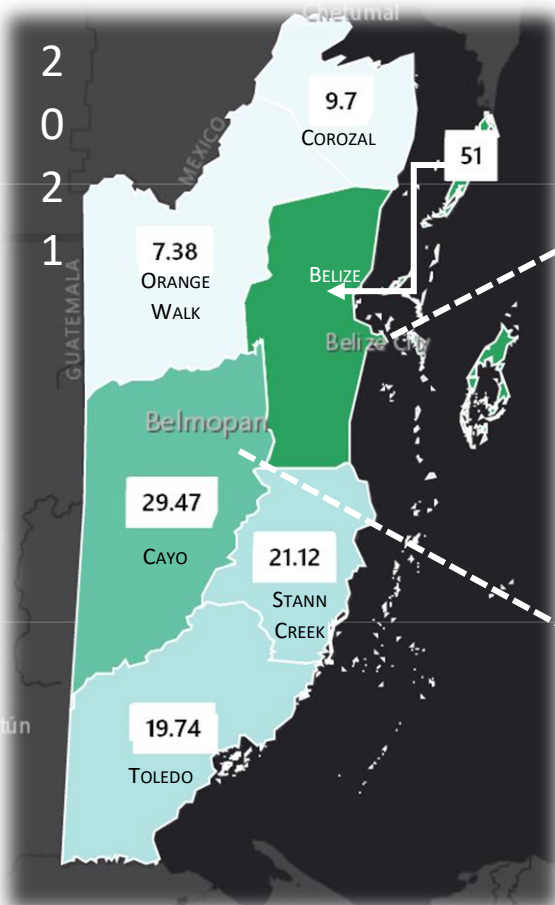 2
0
2
1
Chetumal
9.7
COROZAL
51
MEXICO
7.38
ORANGE
WALK
BELIZE
GUATEMALA
Belize City
Belmopan
29.47
CAYO
21.12
STANN
CREEK
19.74
TOLEDO